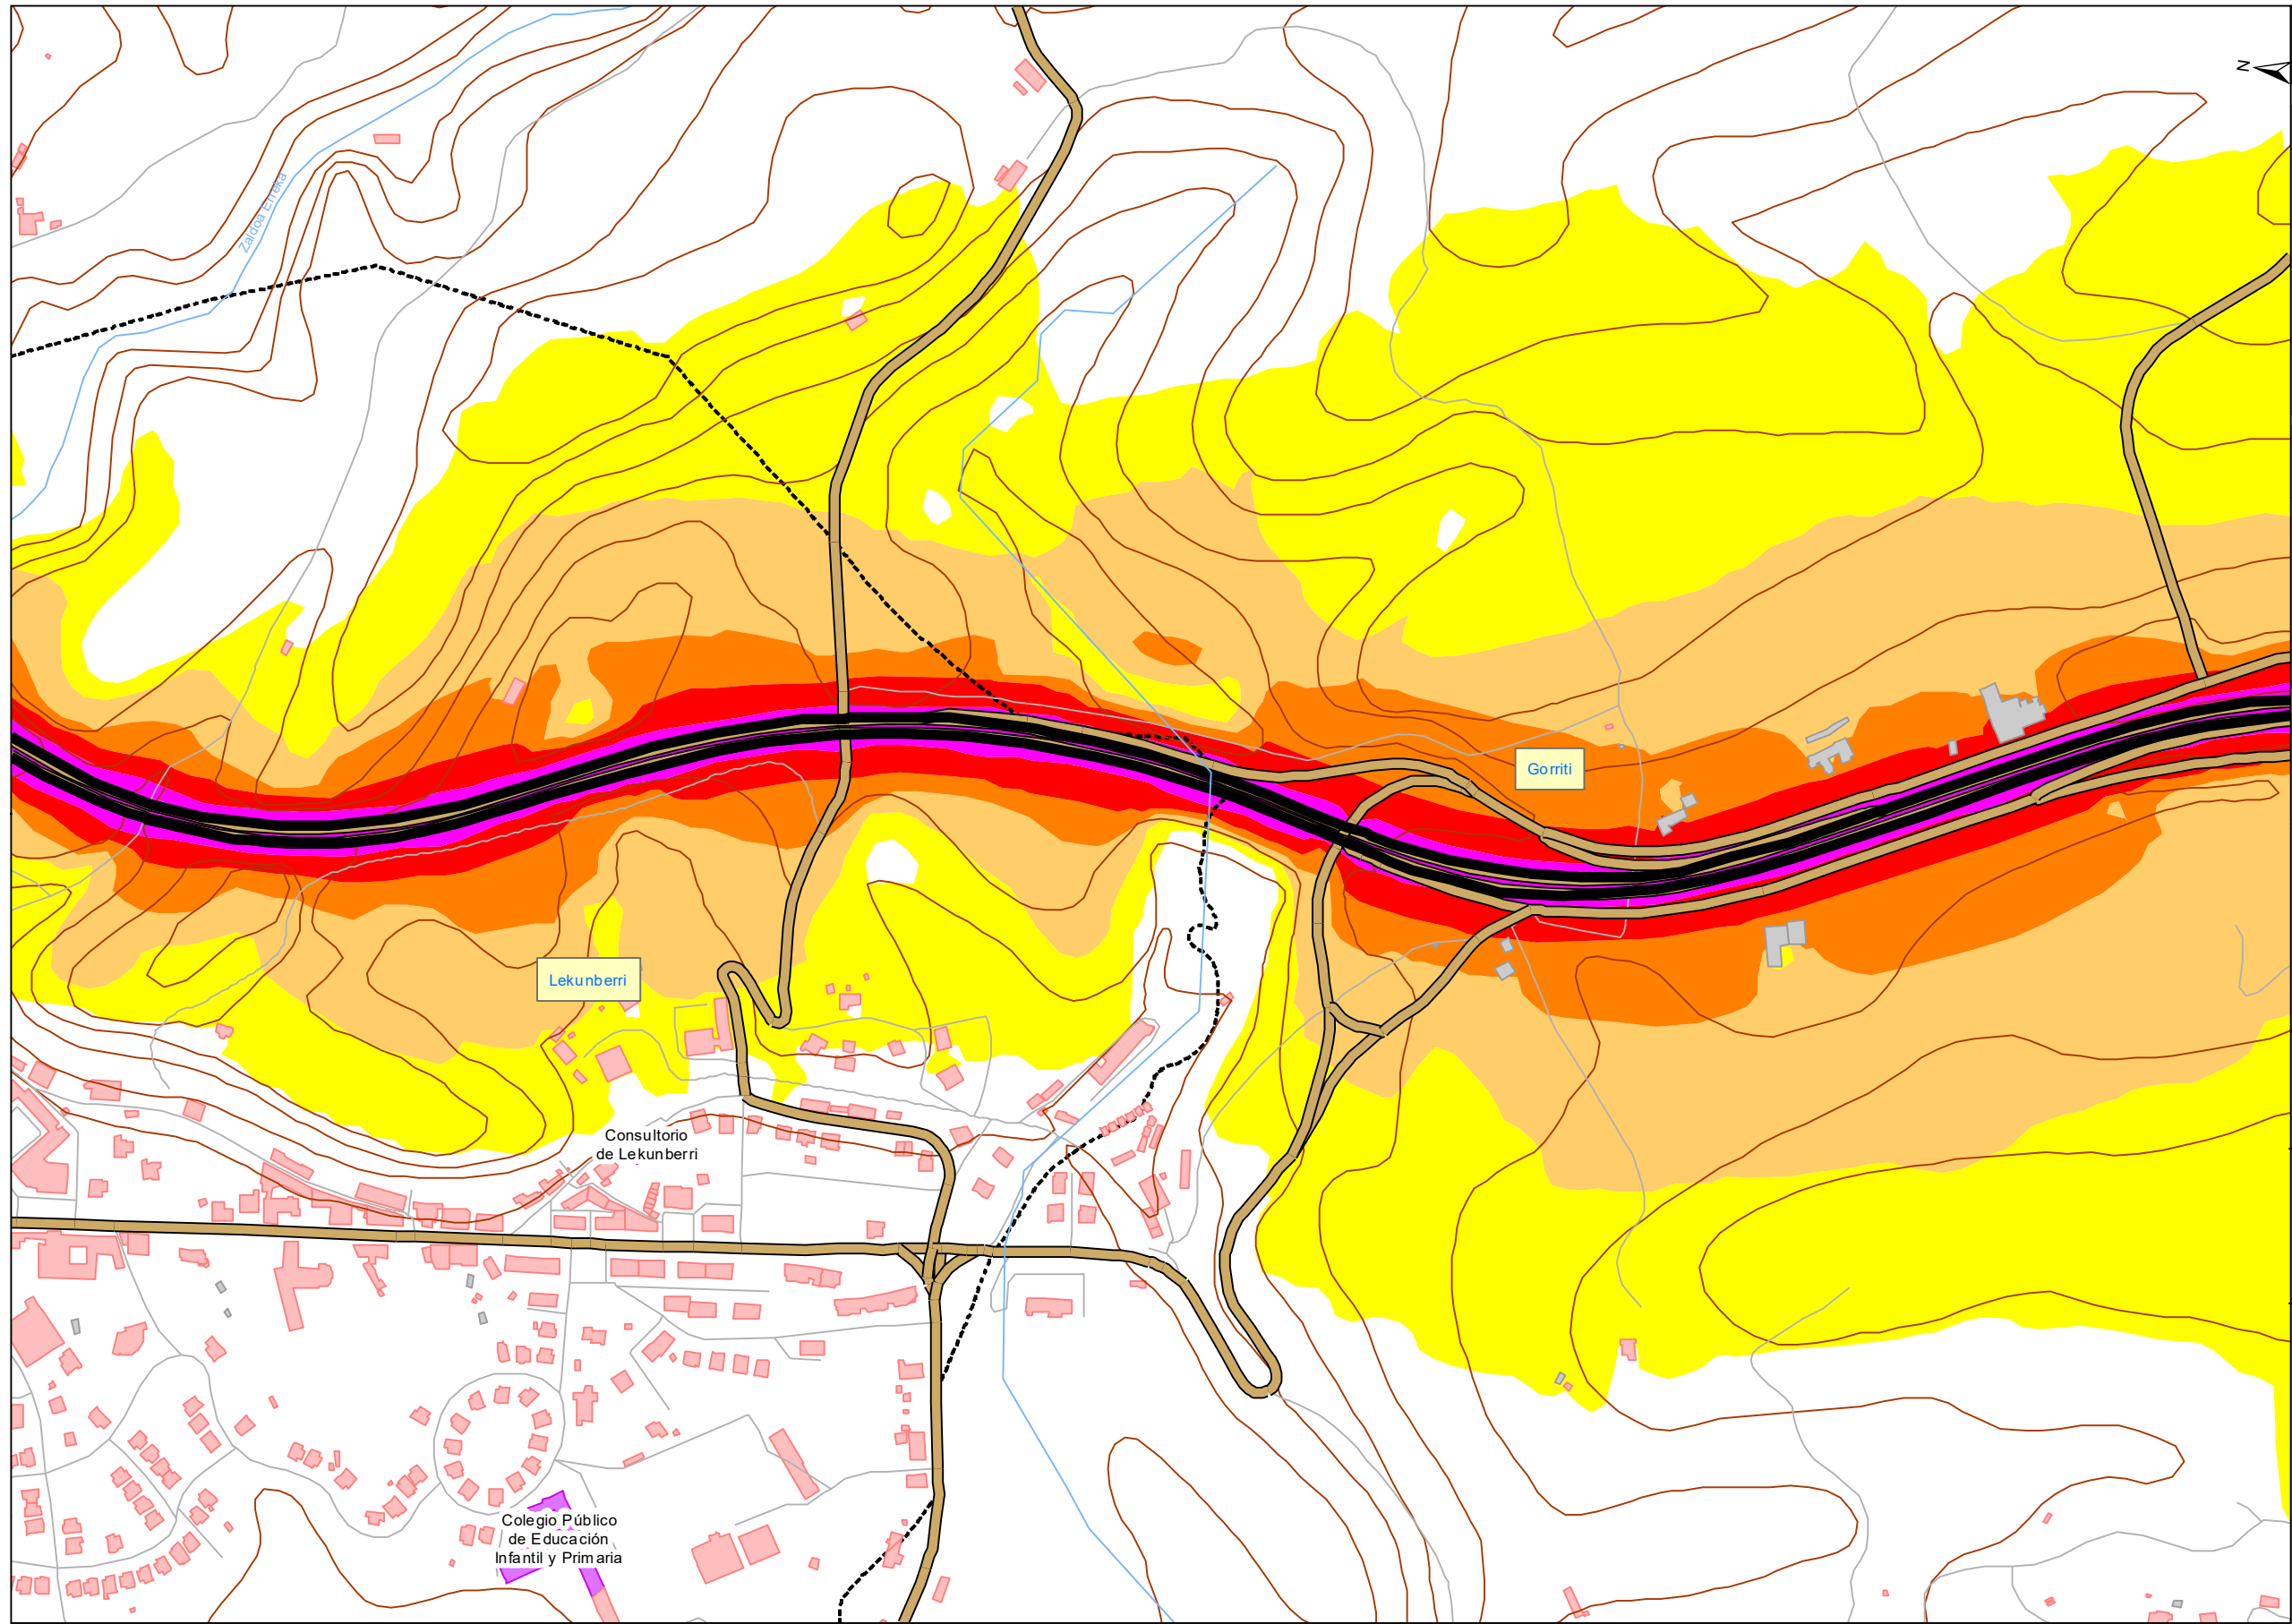 N
Zaldoa Erreka
Gorriti
Lekunberri
Consultorio
de Lekunberri
Colegio Público
de Educación
Infantil y Primaria